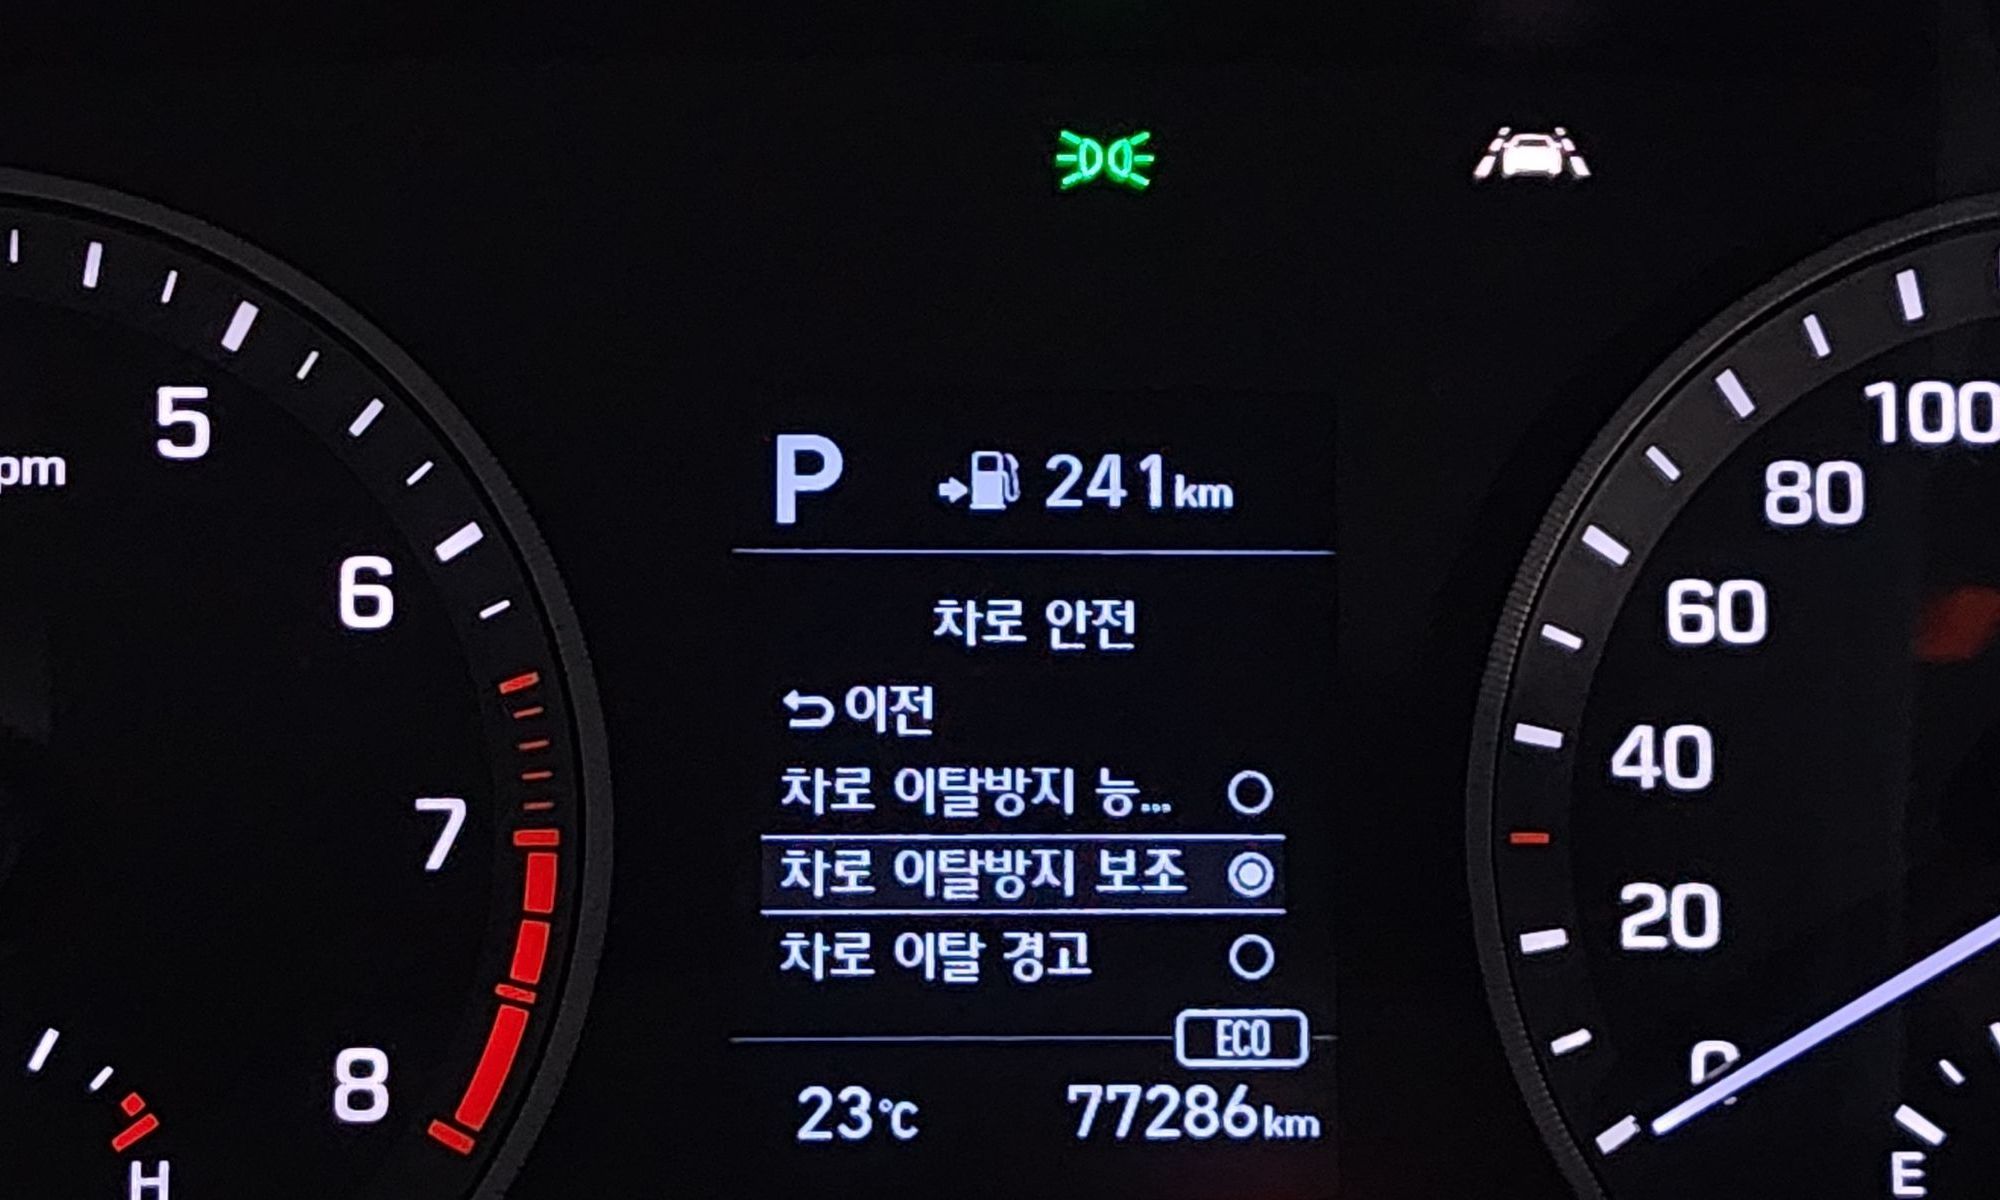 5
pm
6
7
8
H
P 241km
차로 안전
이전
차로 이탈방지 능...
차로 이탈방지 보조
차로 이탈 경고
ECO
23℃ 77286km
100
80
60
40
20
0
E